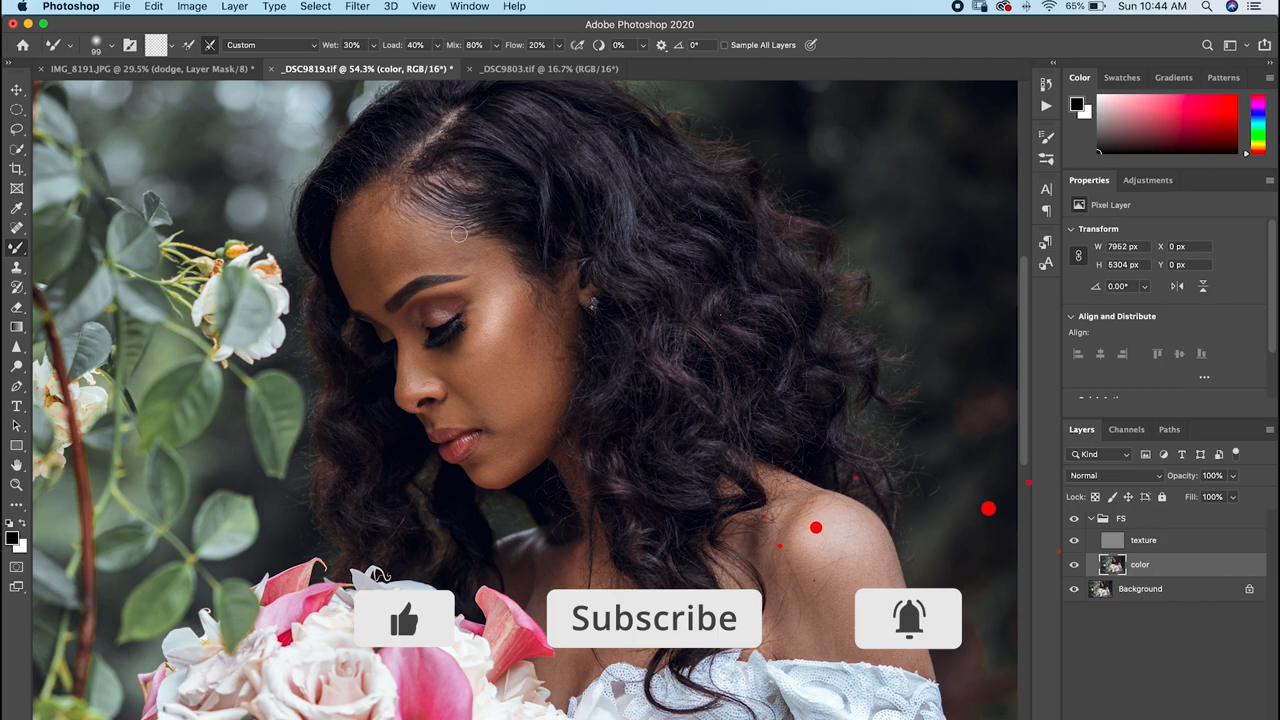 Photoshop File Edit Image Layer Type Select Filter 3D View Window Help 65% Sun 10:44 AM
Adobe Photoshop 2020
99 Custom Wet: 30% Load: 40% Mix: 80% Flow: 20% 0% 0° Sample All Layers
IMG_8191.JPG @ 29.5% (dodge, Layer Mask/8) * _DSC9819.tif @ 54.3% (color, RGB/16*) * _DSC9803.tif @ 16.7% (RGB/16*)
Color Swatches Gradients Patterns
Properties Adjustments
Pixel Layer
Transform
W 7952 px X 0 px
H 5304 px Y 0 px
0.00°
Align and Distribute
Align:
Layers Channels Paths
Kind
Normal Opacity: 100%
Lock: Fill: 100%
FS
texture
color
Background
Subscribe